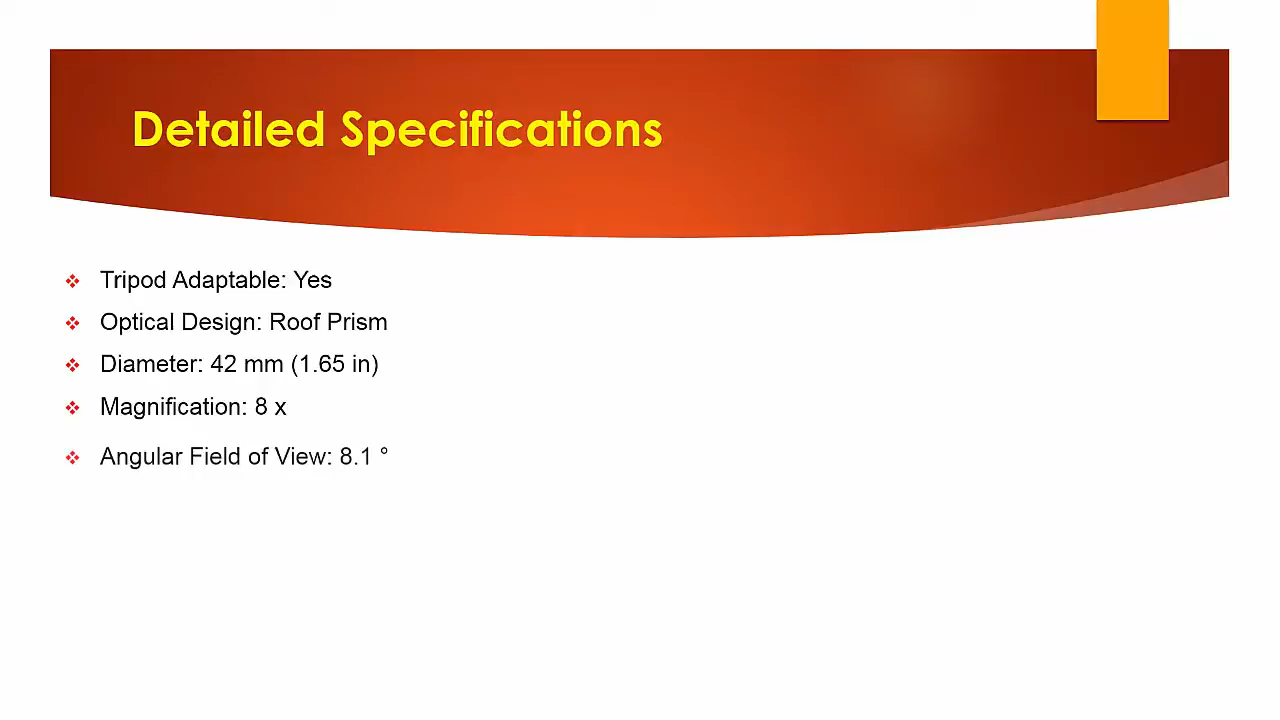 Detailed Specifications
Tripod Adaptable: Yes
Optical Design: Roof Prism
Diameter: 42 mm (1.65 in)
Magnification: 8 x
Angular Field of View: 8.1 °